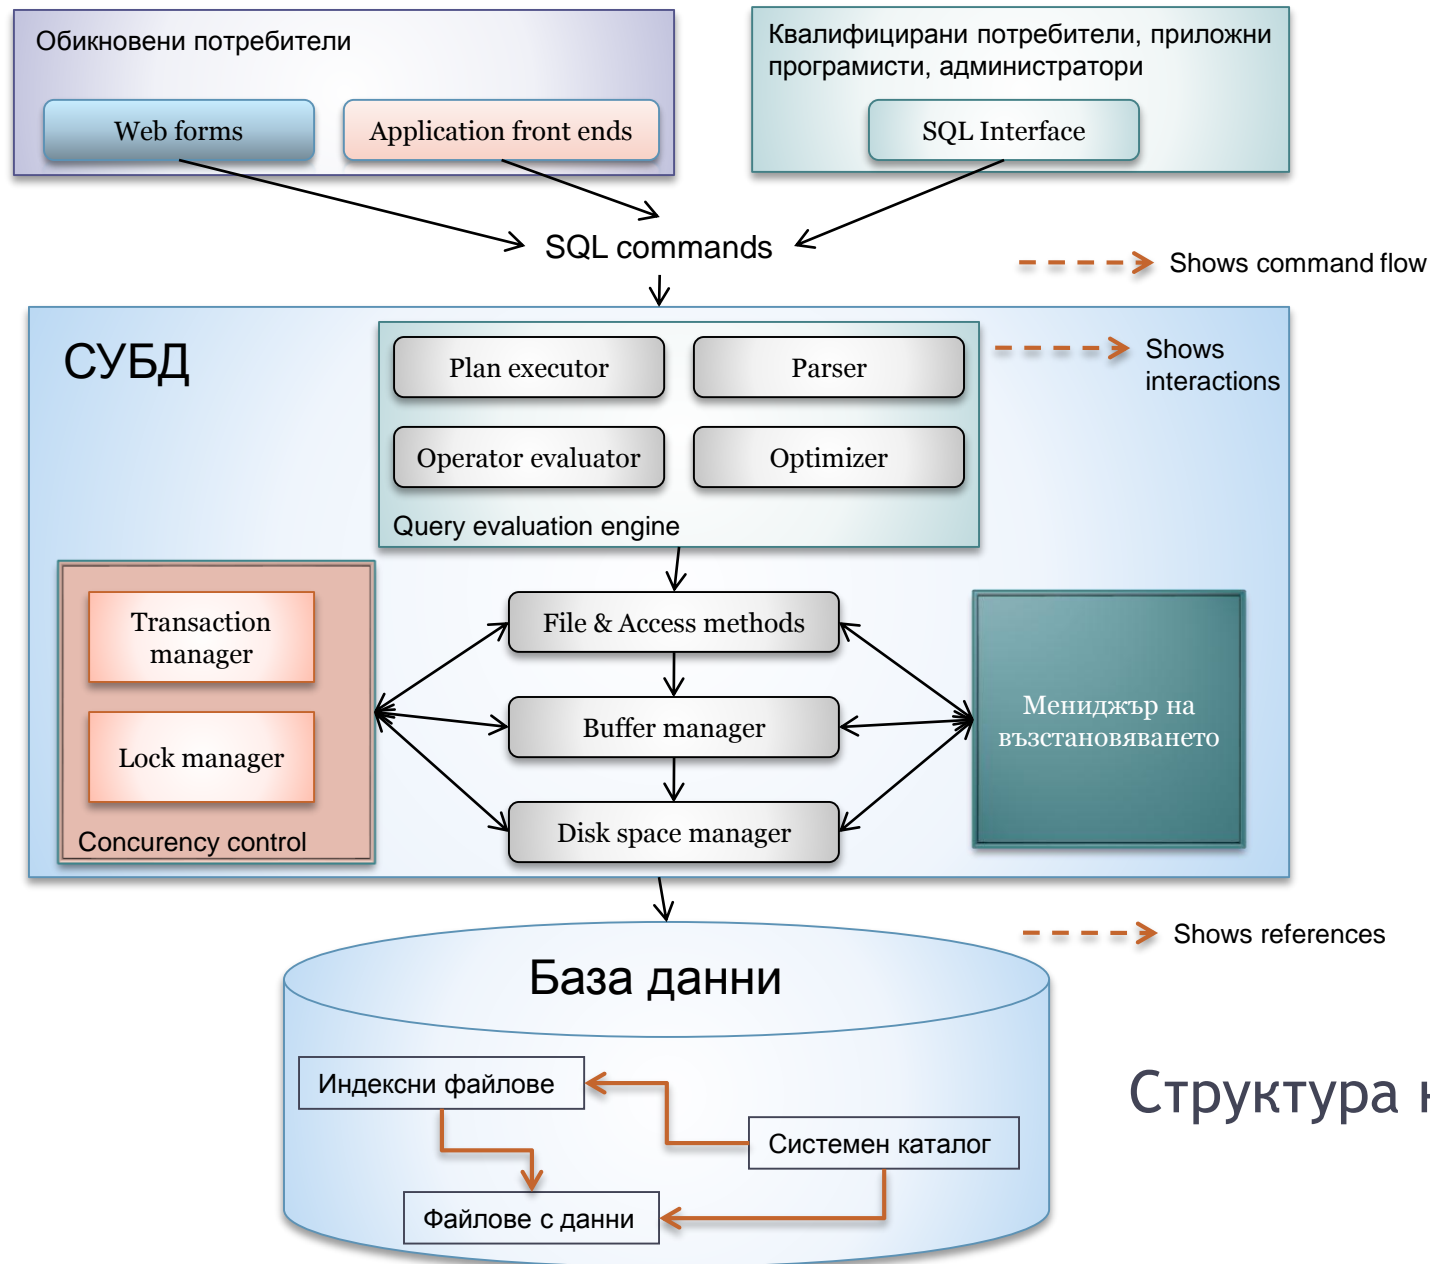 Обикновени потребители
Web forms
Application front ends
Квалифицирани потребители, приложни
програмисти, администратори
SQL Interface
SQL commands
Shows command flow
СУБД
Plan executor
Parser
Operator evaluator
Optimizer
Query evaluation engine
Shows
interactions
Transaction
manager
Lock manager
Concurency control
File & Access methods
Buffer manager
Disk space manager
Мениджър на
възстановяването
Shows references
База данни
Индексни файлове
Системен каталог
Файлове с данни
Структура